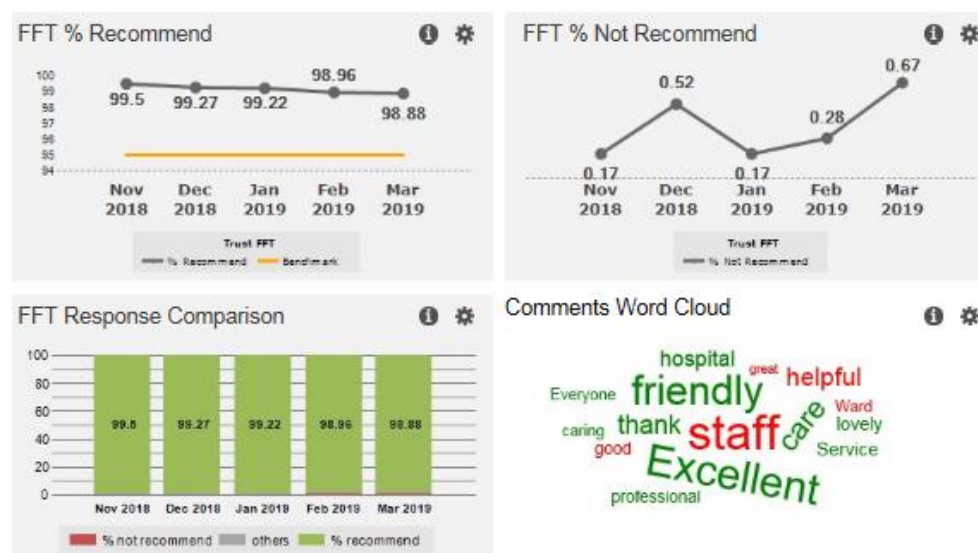 FFT % Recommend
100
99
98
97
96
95
94
99.5
99.27
99.22
98.96
98.88
Nov 2018
Dec 2018
Jan 2019
Feb 2019
Mar 2019
Trust FFT
% Recommend
Benchmark
FFT % Not Recommend
0.17
0.52
0.17
0.28
0.67
Nov 2018
Dec 2018
Jan 2019
Feb 2019
Mar 2019
Trust FFT
% Not Recommend
FFT Response Comparison
100
80
60
40
20
0
99.5
99.27
99.22
98.96
98.88
Nov 2018
Dec 2018
Jan 2019
Feb 2019
Mar 2019
% not recommend
others
% recommend
Comments Word Cloud
hospital
great
helpful
Everyone
friendly
Ward
caring
thank
staff
care
lovely
good
Service
Excellent
professional